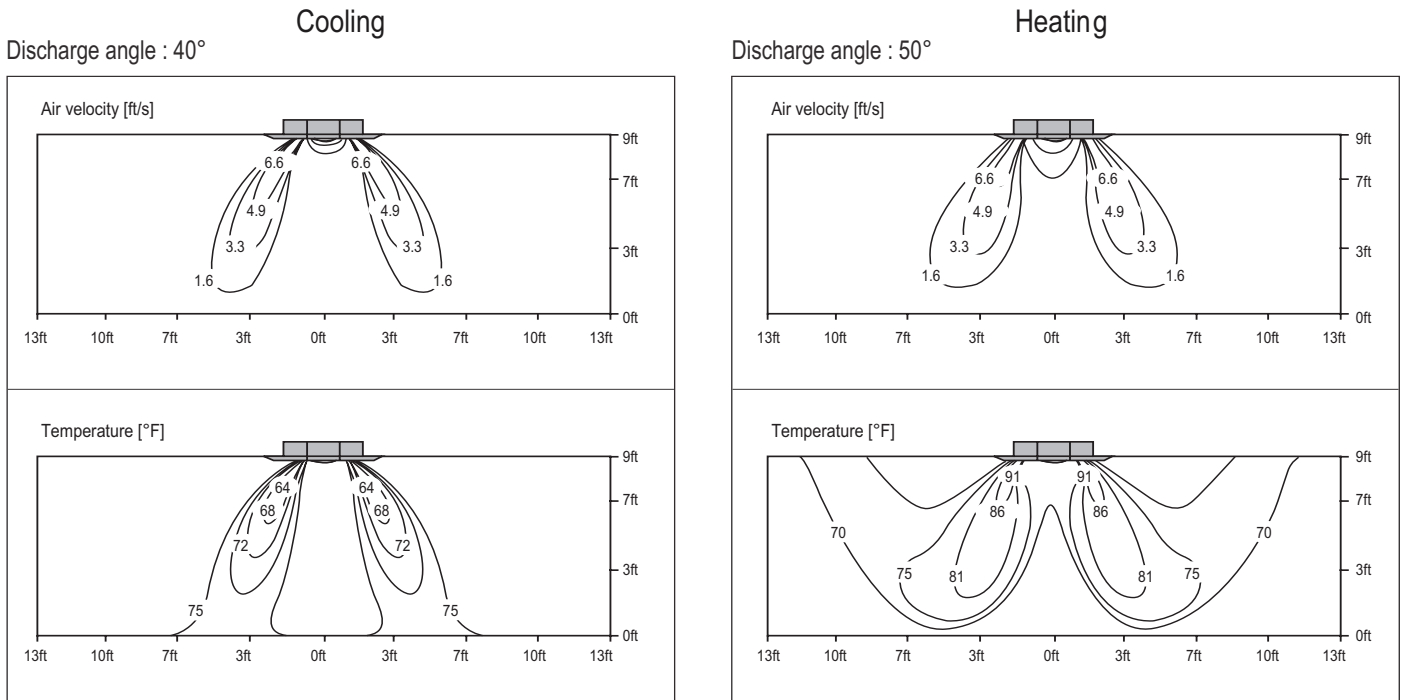 Cooling
Discharge angle : 40°
Air velocity [ft/s]
9ft
6.6 6.6
7ft
4.9 4.9
3.3 3.3
3ft
1.6 1.6
0ft
13ft 10ft 7ft 3ft 0ft 3ft 7ft 10ft 13ft
Temperature [°F]
9ft
64 64
7ft
68 68
72 72
3ft
75 75
0ft
13ft 10ft 7ft 3ft 0ft 3ft 7ft 10ft 13ft
Heating
Discharge angle : 50°
Air velocity [ft/s]
9ft
6.6 6.6
7ft
4.9 4.9
3.3 3.3
3ft
1.6 1.6
0ft
13ft 10ft 7ft 3ft 0ft 3ft 7ft 10ft 13ft
Temperature [°F]
9ft
91 91
7ft
86 86
70 70
75 81 81 75
3ft
0ft
13ft 10ft 7ft 3ft 0ft 3ft 7ft 10ft 13ft